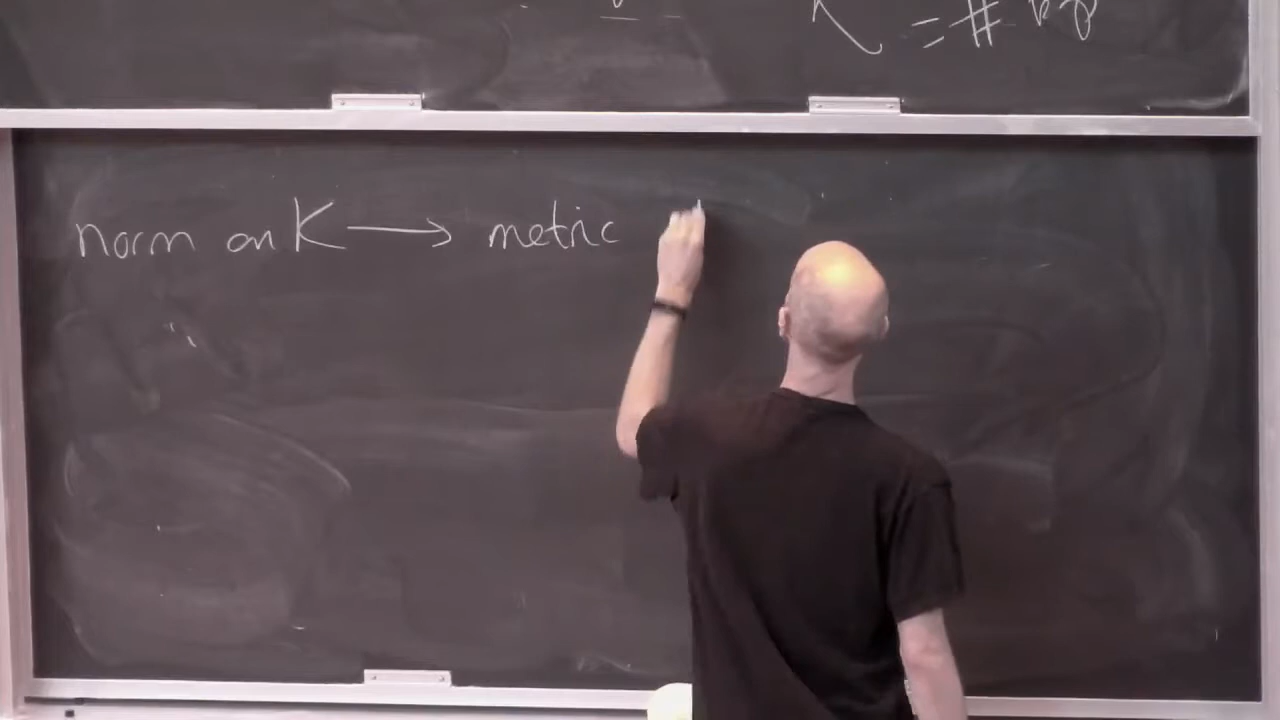 = #
norm on K ⟶ metric